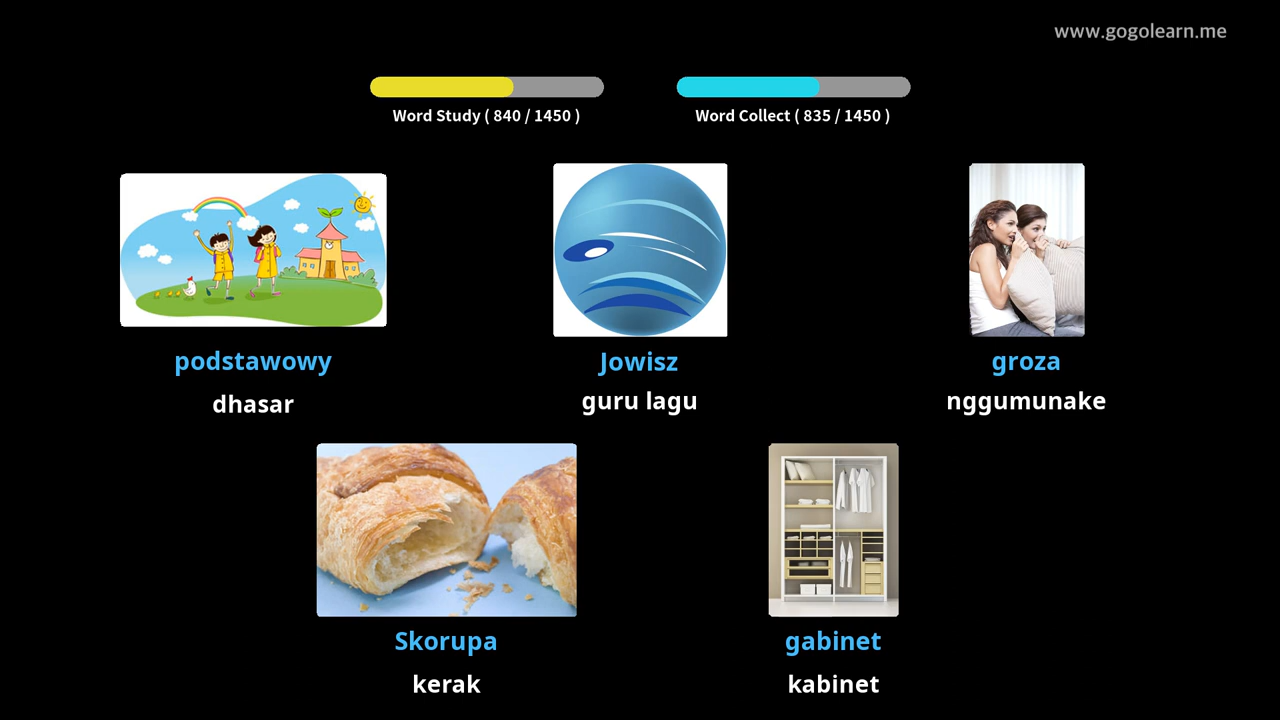 www.gogolearn.me
Word Study ( 840 / 1450 )
Word Collect ( 835 / 1450 )
podstawowy
dhasar
Jowisz
guru lagu
groza
nggumunake
Skorupa
kerak
gabinet
kabinet